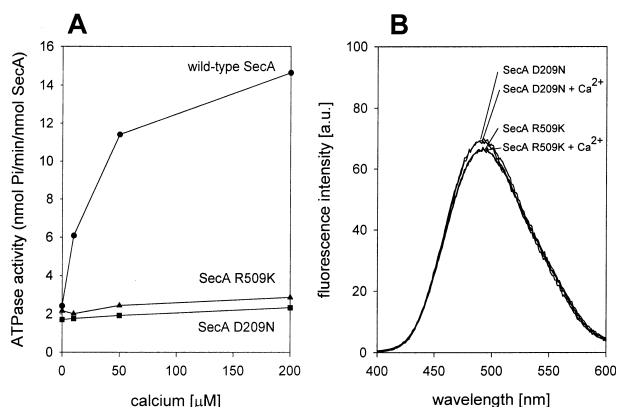 A
ATPase activity (nmol Pi/min/nmol SecA)
16
14
12
10
8
6
4
2
0
wild-type SecA
SecA R509K
SecA D209N
0
50
100
150
200
calcium [µM]
B
fluorescence intensity [a.u.]
100
80
60
40
20
0
SecA D209N
SecA D209N + Ca2+
SecA R509K
SecA R509K + Ca2+
400
450
500
550
600
wavelength [nm]